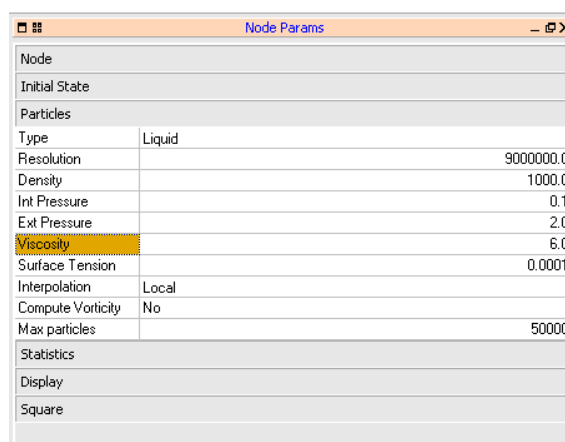 Node Params
Node
Initial State
Particles
Type Liquid
Resolution 9000000.0
Density 1000.0
Int Pressure 0.1
Ext Pressure 2.0
Viscosity 6.0
Surface Tension 0.0001
Interpolation Local
Compute Vorticity No
Max particles 50000
Statistics
Display
Square